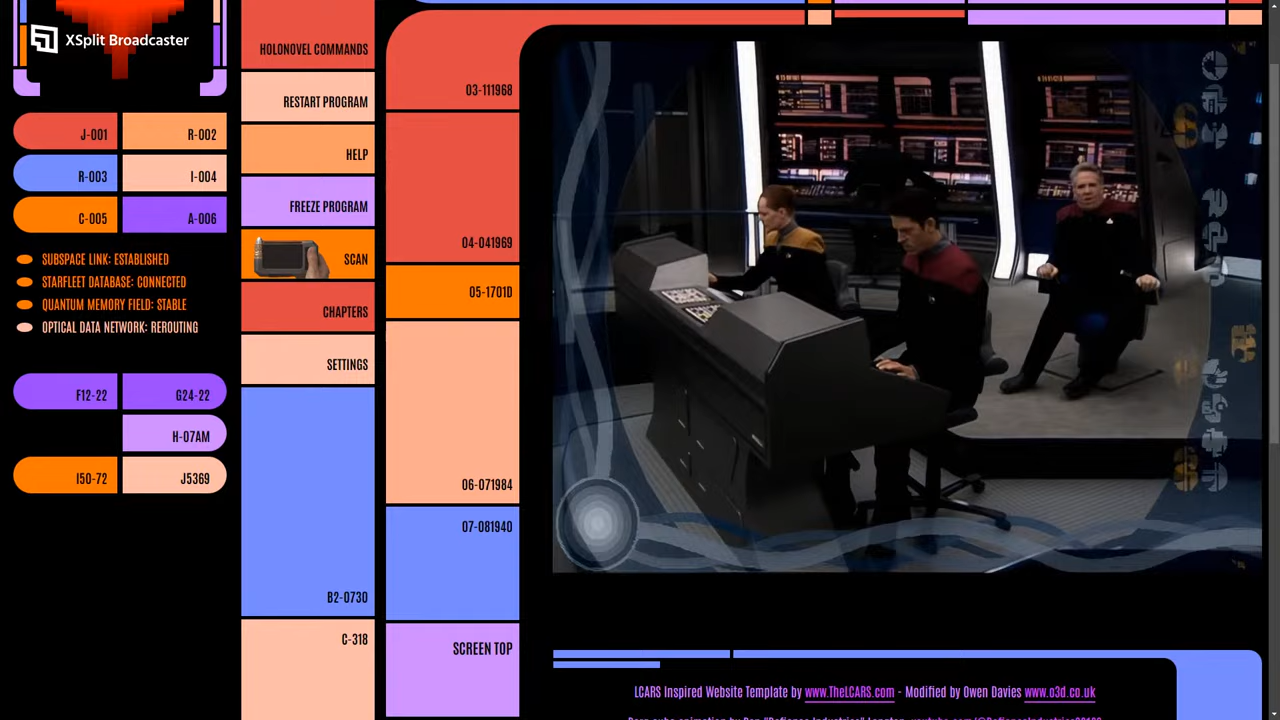 XSplit Broadcaster
J-001
R-002
R-003
I-004
C-005
A-006
SUBSPACE LINK: ESTABLISHED
STARFLEET DATABASE: CONNECTED
QUANTUM MEMORY FIELD: STABLE
OPTICAL DATA NETWORK: REROUTING
F12-22
G24-22
H-07AM
I50-72
J5369
HOLONOVEL COMMANDS
RESTART PROGRAM
HELP
FREEZE PROGRAM
SCAN
CHAPTERS
SETTINGS
B2-0730
C-318
03-111968
04-041969
05-1701D
06-071984
07-081940
SCREEN TOP
LCARS Inspired Website Template by www.TheLCARS.com - Modified by Owen Davies www.o3d.co.uk